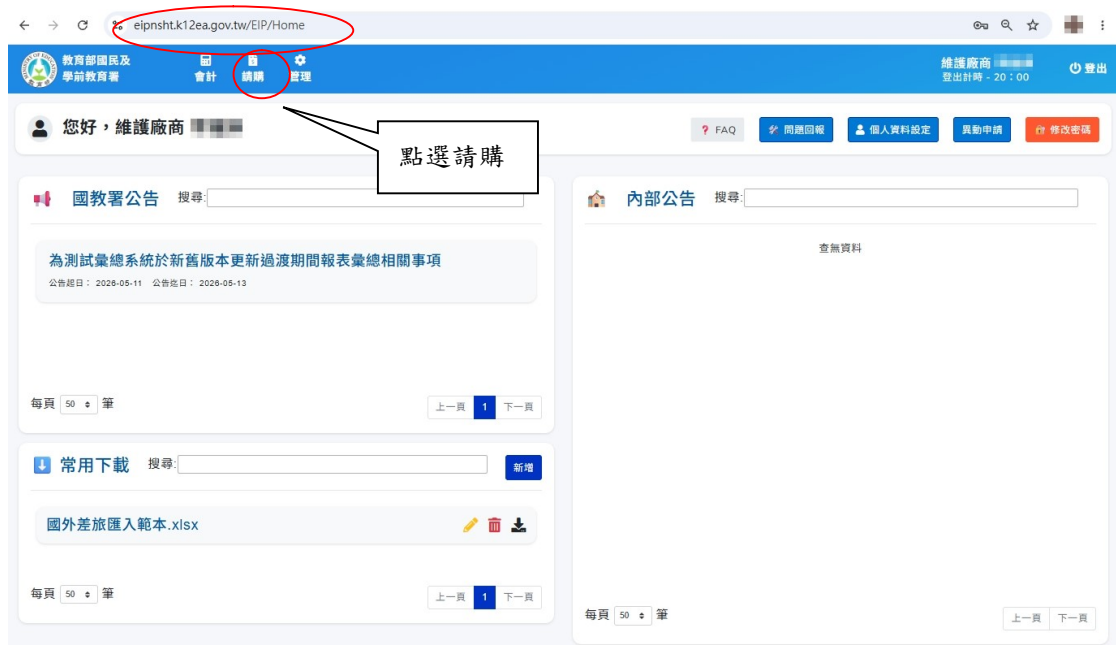 eipnsht.k12ea.gov.tw/EIP/Home
教育部國民及
學前教育署
會計
請購
管理
維護廠商
登出計時 - 20：00
登出
您好，維護廠商
點選請購
? FAQ
問題回報
個人資料設定
異動申請
修改密碼
國教署公告 搜尋:
為測試彙總系統於新舊版本更新過渡期間報表彙總相關事項
公告起日： 2026-05-11 公告迄日： 2026-05-13
每頁 50 筆
上一頁 1 下一頁
常用下載 搜尋:
新增
國外差旅匯入範本.xlsx
每頁 50 筆
上一頁 1 下一頁
內部公告 搜尋:
查無資料
每頁 50 筆
上一頁 下一頁